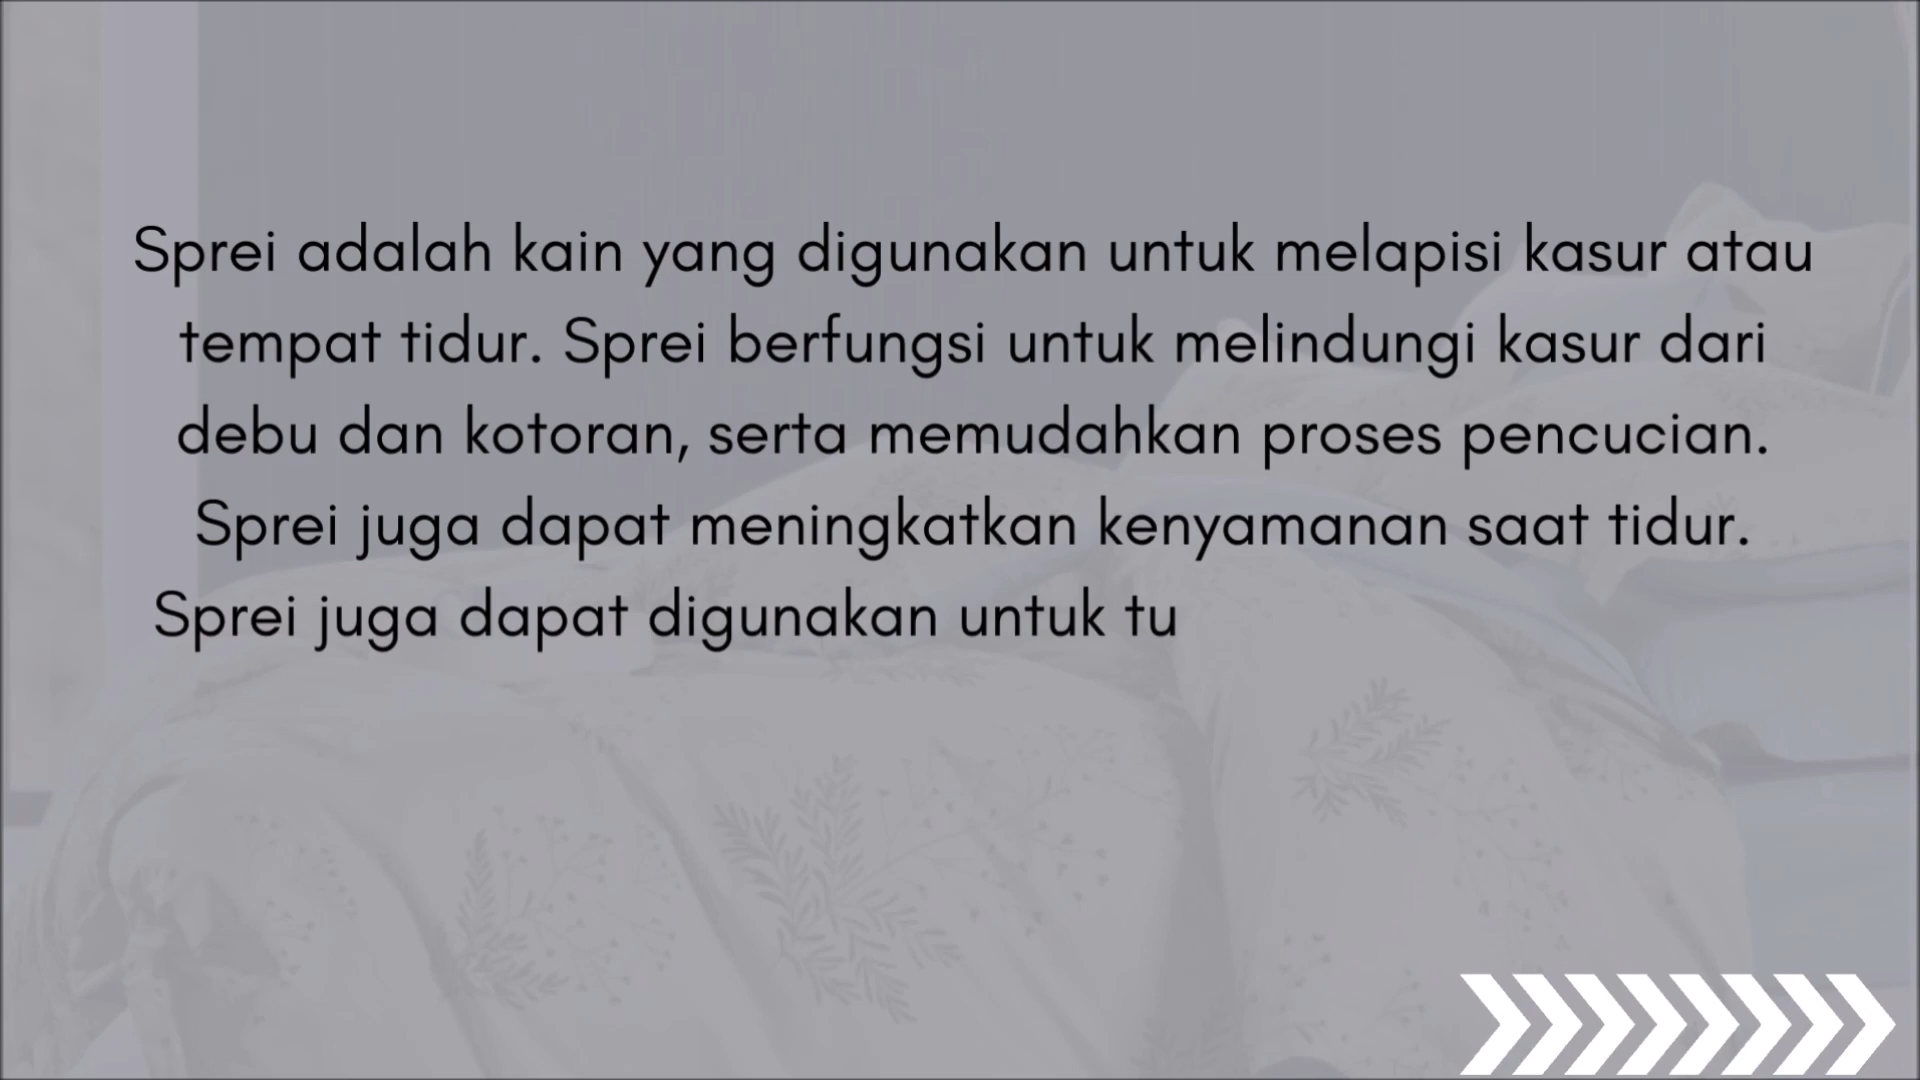 Sprei adalah kain yang digunakan untuk melapisi kasur atau
tempat tidur. Sprei berfungsi untuk melindungi kasur dari
debu dan kotoran, serta memudahkan proses pencucian.
Sprei juga dapat meningkatkan kenyamanan saat tidur.
Sprei juga dapat digunakan untuk tu